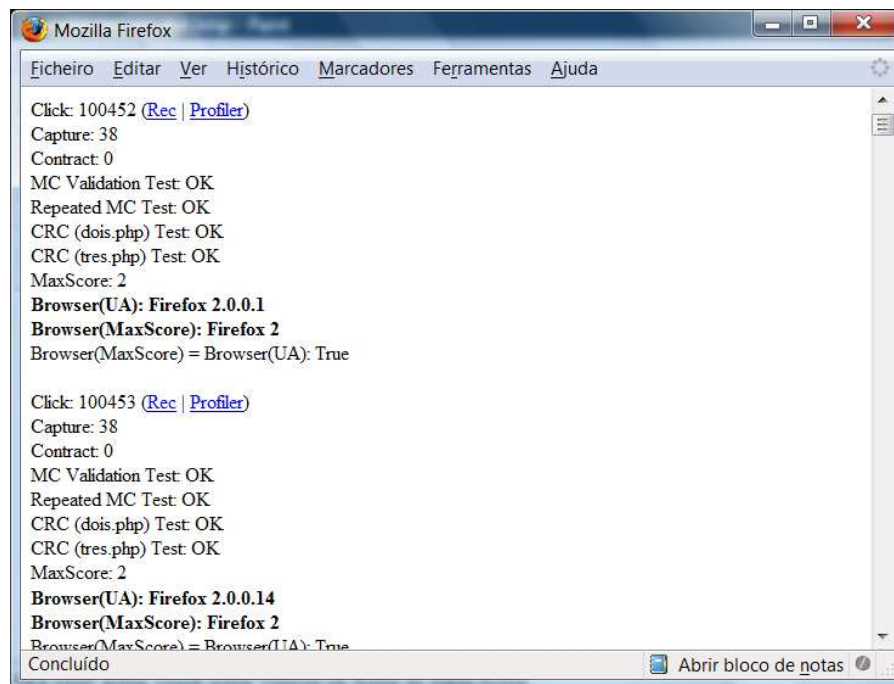 Mozilla Firefox
Ficheiro Editar Ver Histórico Marcadores Ferramentas Ajuda
Click: 100452 (Rec | Profiler)
Capture: 38
Contract: 0
MC Validation Test: OK
Repeated MC Test: OK
CRC (dois.php) Test: OK
CRC (tres.php) Test: OK
MaxScore: 2
Browser(UA): Firefox 2.0.0.1
Browser(MaxScore): Firefox 2
Browser(MaxScore) = Browser(UA): True
Click: 100453 (Rec | Profiler)
Capture: 38
Contract: 0
MC Validation Test: OK
Repeated MC Test: OK
CRC (dois.php) Test: OK
CRC (tres.php) Test: OK
MaxScore: 2
Browser(UA): Firefox 2.0.0.14
Browser(MaxScore): Firefox 2
Browser(MaxScore) = Browser(UA): True
Concluído Abrir bloco de notas